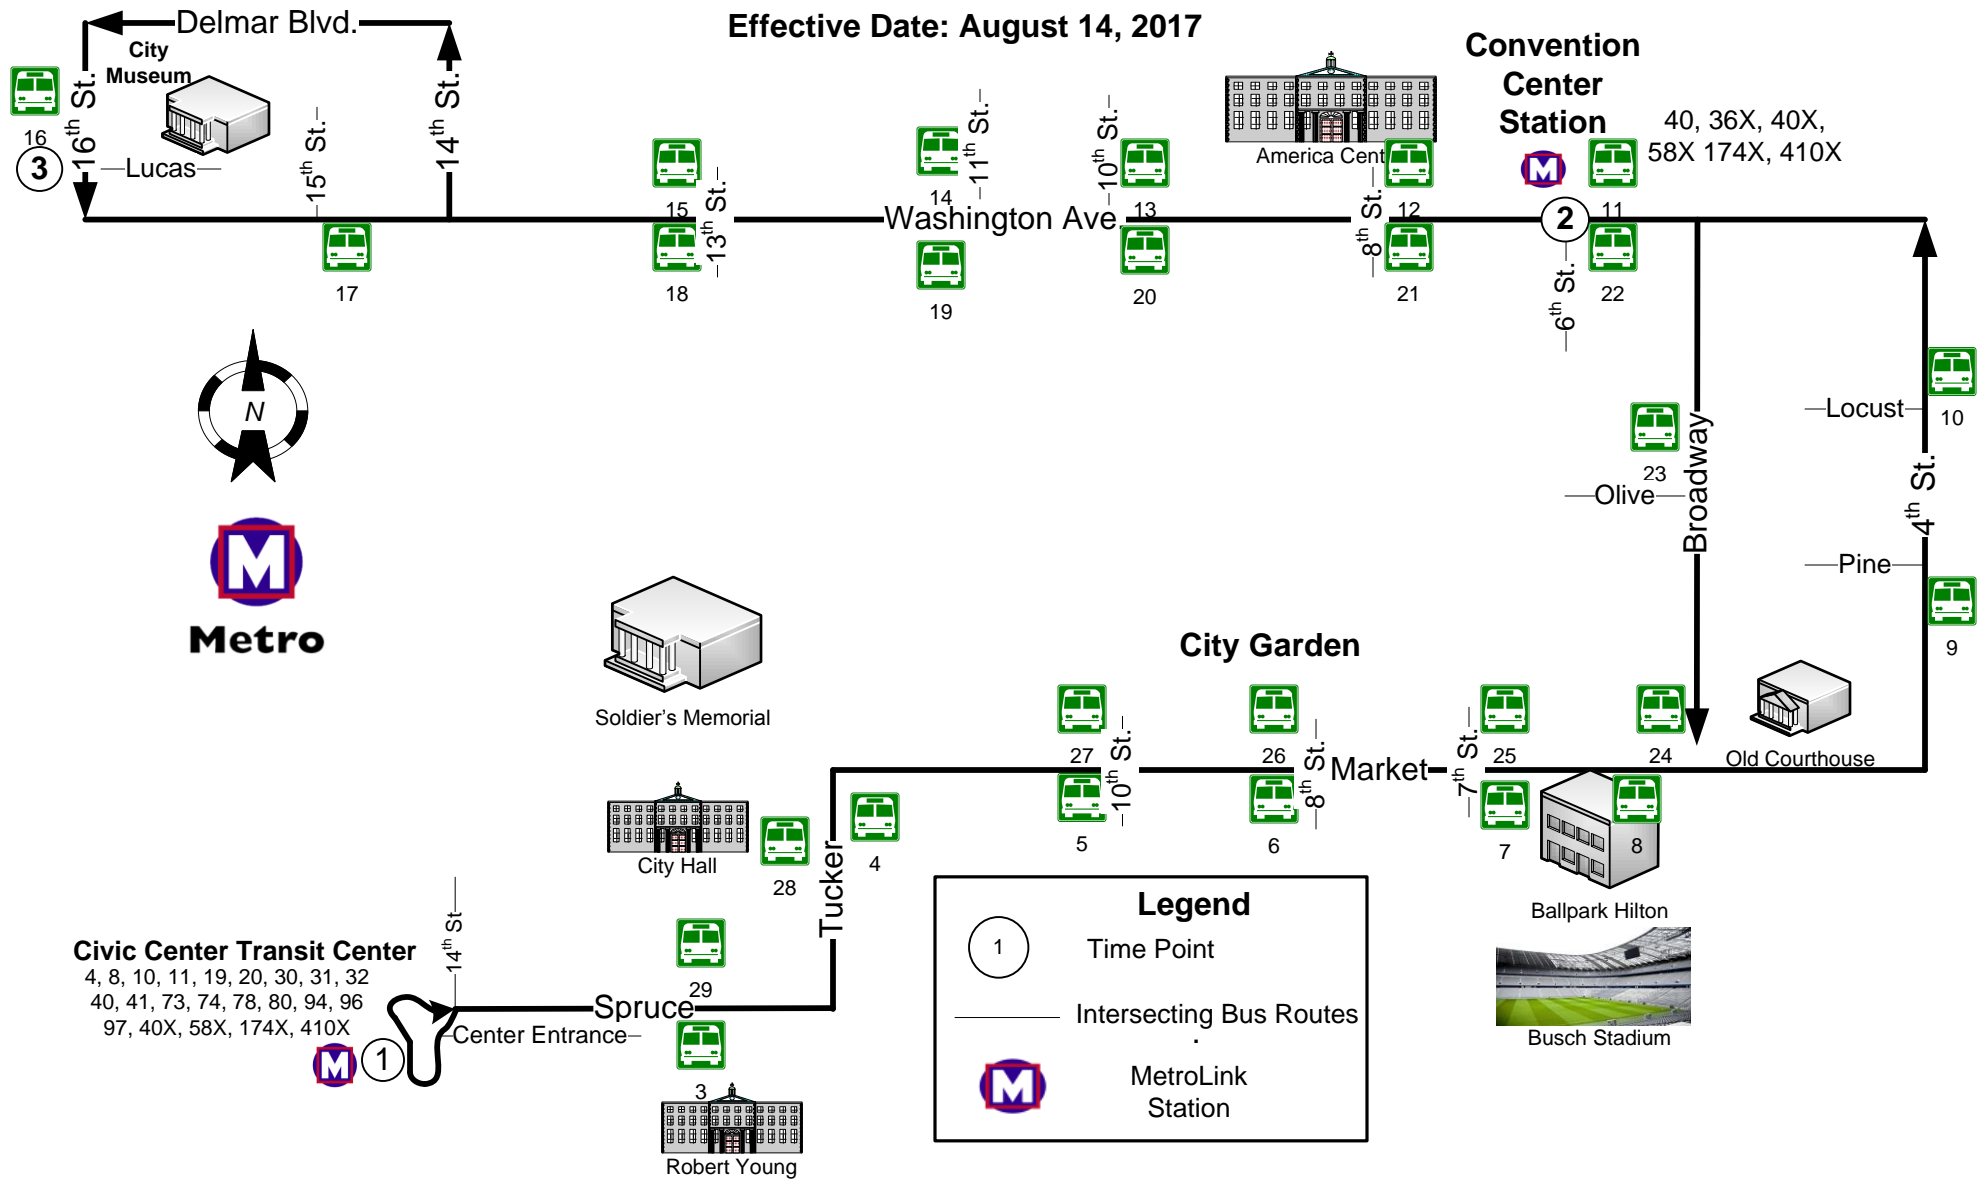 Effective Date: August 14, 2017
Delmar Blvd.
City
Museum
16th St.
14th St.
15th St.
Lucas
16
3
13th St.
11th St.
10th St.
America Cent
8th St.
Convention
Center
Station
40, 36X, 40X,
58X 174X, 410X
15
14
Washington Ave.
13
12
2
11
17
18
19
20
21
6th St.
22
N
Metro
Locust
10
23
Olive
Broadway
4th St.
Pine
9
Soldier's Memorial
City Garden
27
10th St.
26
8th St.
Market
7th St.
25
24
Old Courthouse
City Hall
28
Tucker
4
5
6
7
8
Ballpark Hilton
Busch Stadium
Civic Center Transit Center
4, 8, 10, 11, 19, 20, 30, 31, 32
40, 41, 73, 74, 78, 80, 94, 96
97, 40X, 58X, 174X, 410X
M
1
14th St
Spruce
29
Center Entrance
3
Robert Young
Legend
1
Time Point
Intersecting Bus Routes
.
M
MetroLink
Station